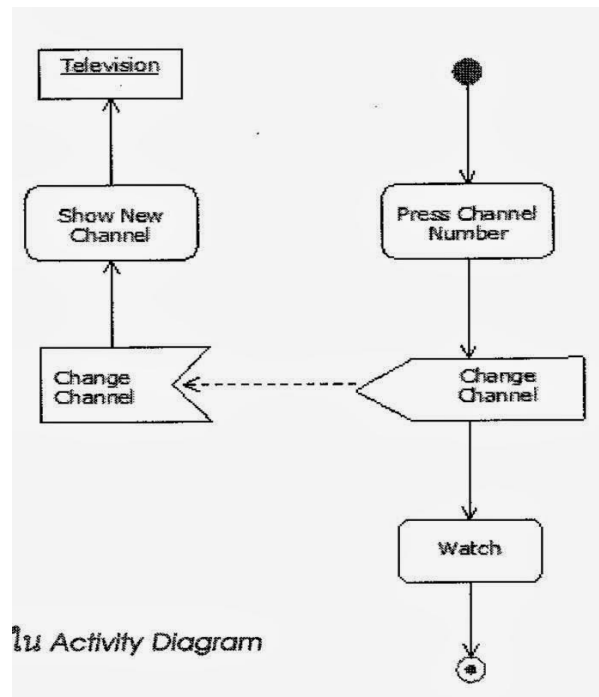 Television
Show New
Channel
Change
Channel
Press Channel
Number
Change
Channel
Watch
ใน Activity Diagram